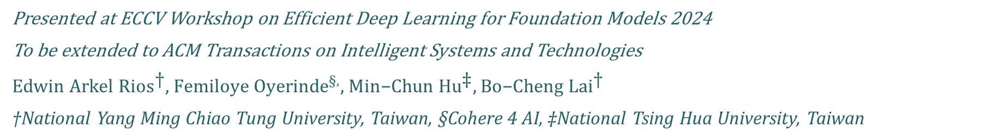 Presented at ECCV Workshop on Efficient Deep Learning for Foundation Models 2024
To be extended to ACM Transactions on Intelligent Systems and Technologies
Edwin Arkel Rios†, Femiloye Oyerinde§,, Min–Chun Hu‡, Bo–Cheng Lai†
†National Yang Ming Chiao Tung University, Taiwan, §Cohere 4 AI, ‡National Tsing Hua University, Taiwan